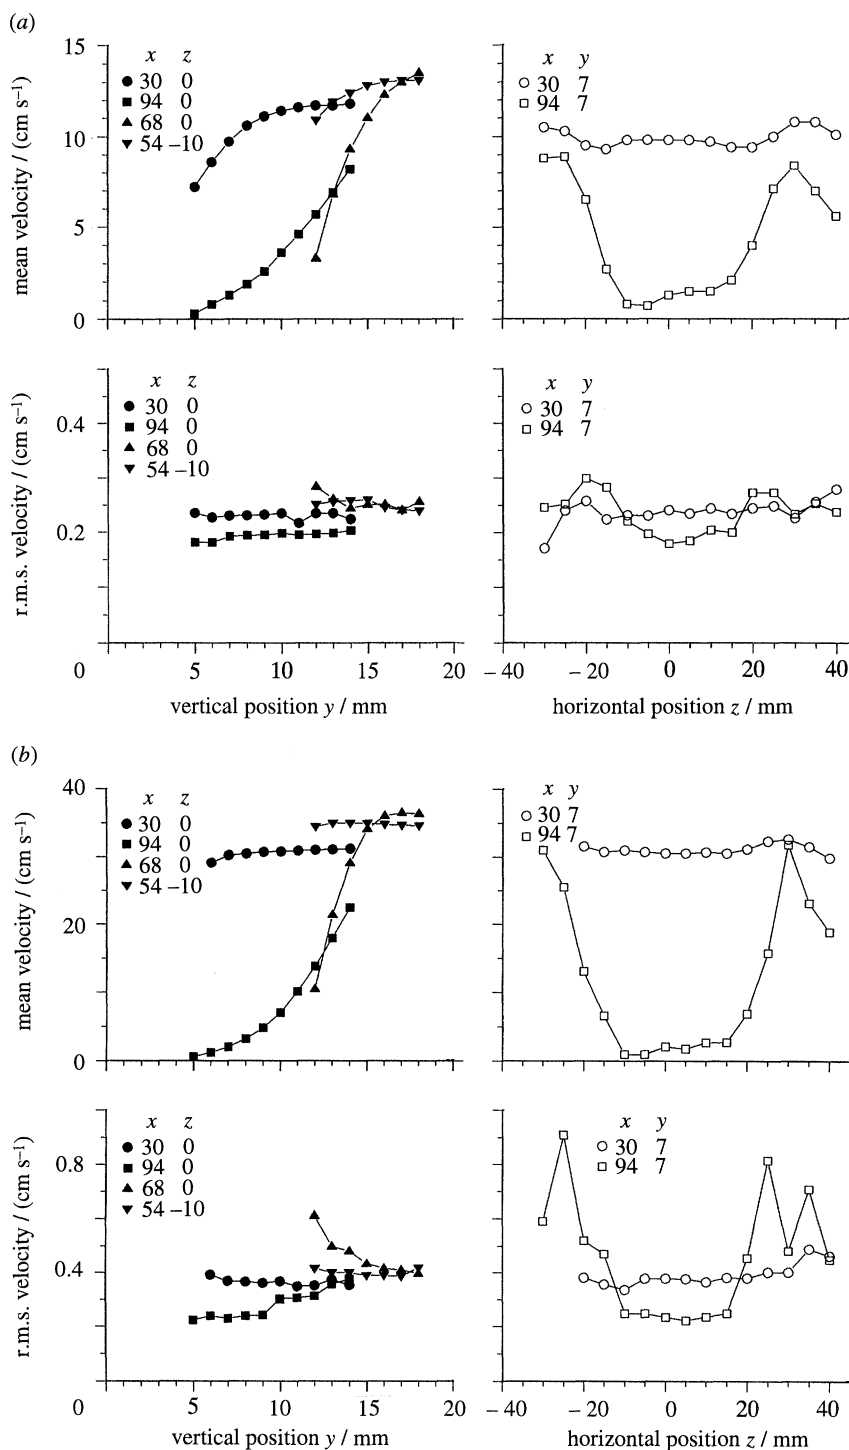 (a)
15
10
5
0
mean velocity / (cm s⁻¹)
x z
30 0
94 0
68 0
54 –10
x y
30 7
94 7
0.4
0.2
0
r.m.s. velocity / (cm s⁻¹)
x z
30 0
94 0
68 0
54 –10
5 10 15 20
vertical position y / mm
x y
30 7
94 7
– 40 – 20 0 20 40
horizontal position z / mm
(b)
40
20
0
mean velocity / (cm s⁻¹)
x z
30 0
94 0
68 0
54 –10
x y
30 7
94 7
0.8
0.4
0
r.m.s. velocity / (cm s⁻¹)
x z
30 0
94 0
68 0
54 –10
5 10 15 20
vertical position y / mm
x y
30 7
94 7
– 40 – 20 0 20 40
horizontal position z / mm